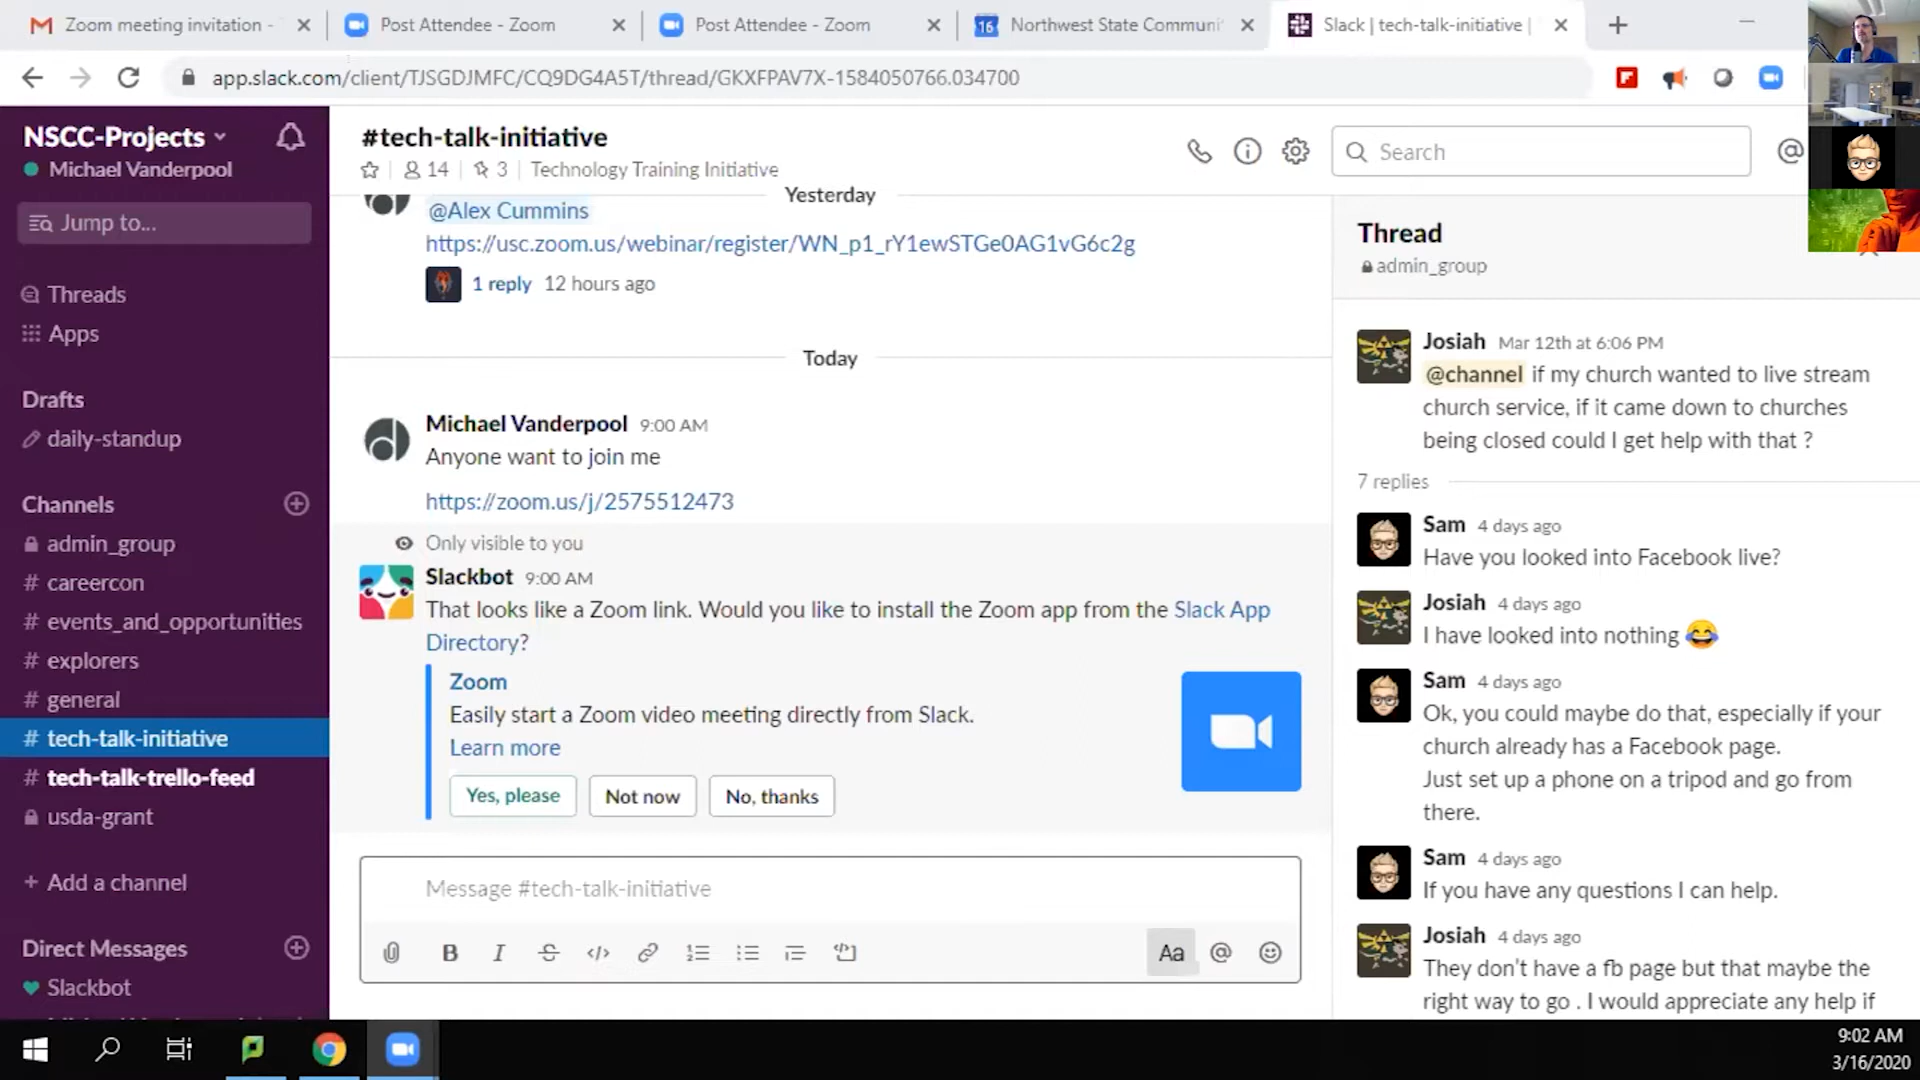 Zoom meeting invitation -
Post Attendee - Zoom
Post Attendee - Zoom
16
Northwest State Communi
Slack | tech-talk-initiative |
app.slack.com/client/TJSGDJMFC/CQ9DG4A5T/thread/GKXFPAV7X-1584050766.034700
NSCC-Projects
Michael Vanderpool
Jump to...
Threads
Apps
Drafts
daily-standup
Channels
admin_group
# careercon
# events_and_opportunities
# explorers
# general
# tech-talk-initiative
# tech-talk-trello-feed
usda-grant
+ Add a channel
Direct Messages
Slackbot
#tech-talk-initiative
14 | 3 | Technology Training Initiative
Search
Yesterday
@Alex Cummins
https://usc.zoom.us/webinar/register/WN_p1_rY1ewSTGe0AG1vG6c2g
1 reply 12 hours ago
Today
Michael Vanderpool 9:00 AM
Anyone want to join me
https://zoom.us/j/2575512473
Only visible to you
Slackbot 9:00 AM
That looks like a Zoom link. Would you like to install the Zoom app from the Slack App
Directory?
Zoom
Easily start a Zoom video meeting directly from Slack.
Learn more
Yes, please
Not now
No, thanks
Message #tech-talk-initiative
B I S </> Aa @
Thread
admin_group
Josiah Mar 12th at 6:06 PM
@channel if my church wanted to live stream
church service, if it came down to churches
being closed could I get help with that ?
7 replies
Sam 4 days ago
Have you looked into Facebook live?
Josiah 4 days ago
I have looked into nothing 😂
Sam 4 days ago
Ok, you could maybe do that, especially if your
church already has a Facebook page.
Just set up a phone on a tripod and go from
there.
Sam 4 days ago
If you have any questions I can help.
Josiah 4 days ago
They don't have a fb page but that maybe the
right way to go . I would appreciate any help if
9:02 AM
3/16/2020